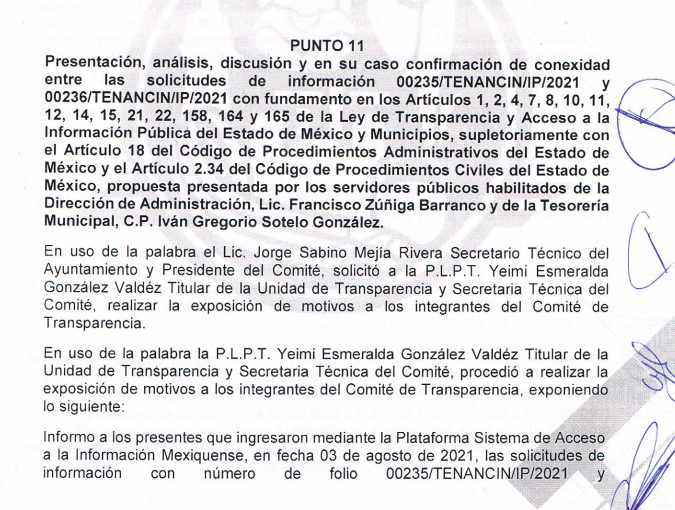 PUNTO 11
Presentación, análisis, discusión y en su caso confirmación de conexidad
entre las solicitudes de información 00235/TENANCIN/IP/2021 y
00236/TENANCIN/IP/2021 con fundamento en los Artículos 1, 2, 4, 7, 8, 10, 11,
12, 14, 15, 21, 22, 158, 164 y 165 de la Ley de Transparencia y Acceso a la
Información Pública del Estado de México y Municipios, supletoriamente con
el Artículo 18 del Código de Procedimientos Administrativos del Estado de
México y el Artículo 2.34 del Código de Procedimientos Civiles del Estado de
México, propuesta presentada por los servidores públicos habilitados de la
Dirección de Administración, Lic. Francisco Zúñiga Barranco y de la Tesorería
Municipal, C.P. Iván Gregorio Sotelo González.
En uso de la palabra el Lic. Jorge Sabino Mejía Rivera Secretario Técnico del
Ayuntamiento y Presidente del Comité, solicitó a la P.L.P.T. Yeimi Esmeralda
González Valdéz Titular de la Unidad de Transparencia y Secretaria Técnica del
Comité, realizar la exposición de motivos a los integrantes del Comité de
Transparencia.
En uso de la palabra la P.L.P.T. Yeimi Esmeralda González Valdéz Titular de la
Unidad de Transparencia y Secretaria Técnica del Comité, procedió a realizar la
exposición de motivos a los integrantes del Comité de Transparencia, exponiendo
lo siguiente:
Informo a los presentes que ingresaron mediante la Plataforma Sistema de Acceso
a la Información Mexiquense, en fecha 03 de agosto de 2021, las solicitudes de
información con número de folio 00235/TENANCIN/IP/2021 y